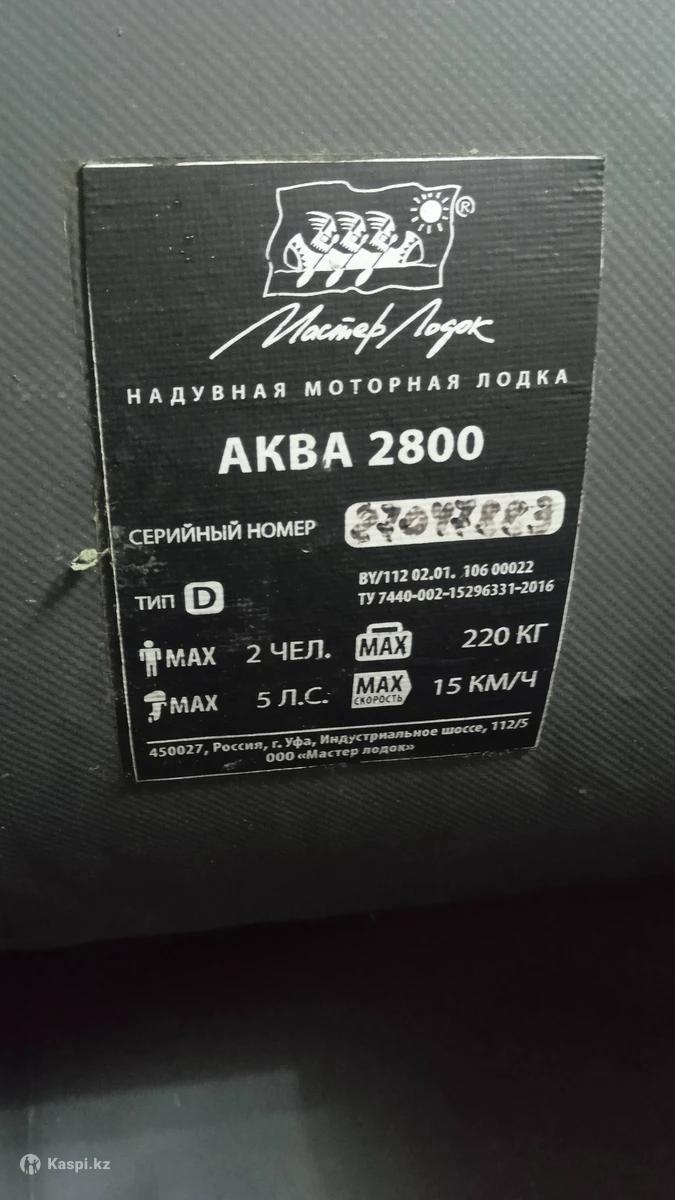 ®
Мастер Лодок
НАДУВНАЯ МОТОРНАЯ ЛОДКА
АКВА 2800
СЕРИЙНЫЙ НОМЕР
BY/112 02.01. 106 00022
ТИП D
ТУ 7440-002-15296331-2016
MAX 2 ЧЕЛ. MAX 220 КГ
MAX 5 Л.С. MAX СКОРОСТЬ 15 КМ/Ч
450027, Россия, г. Уфа, Индустриальное шоссе, 112/5
ООО «Мастер лодок»
Kaspi.kz